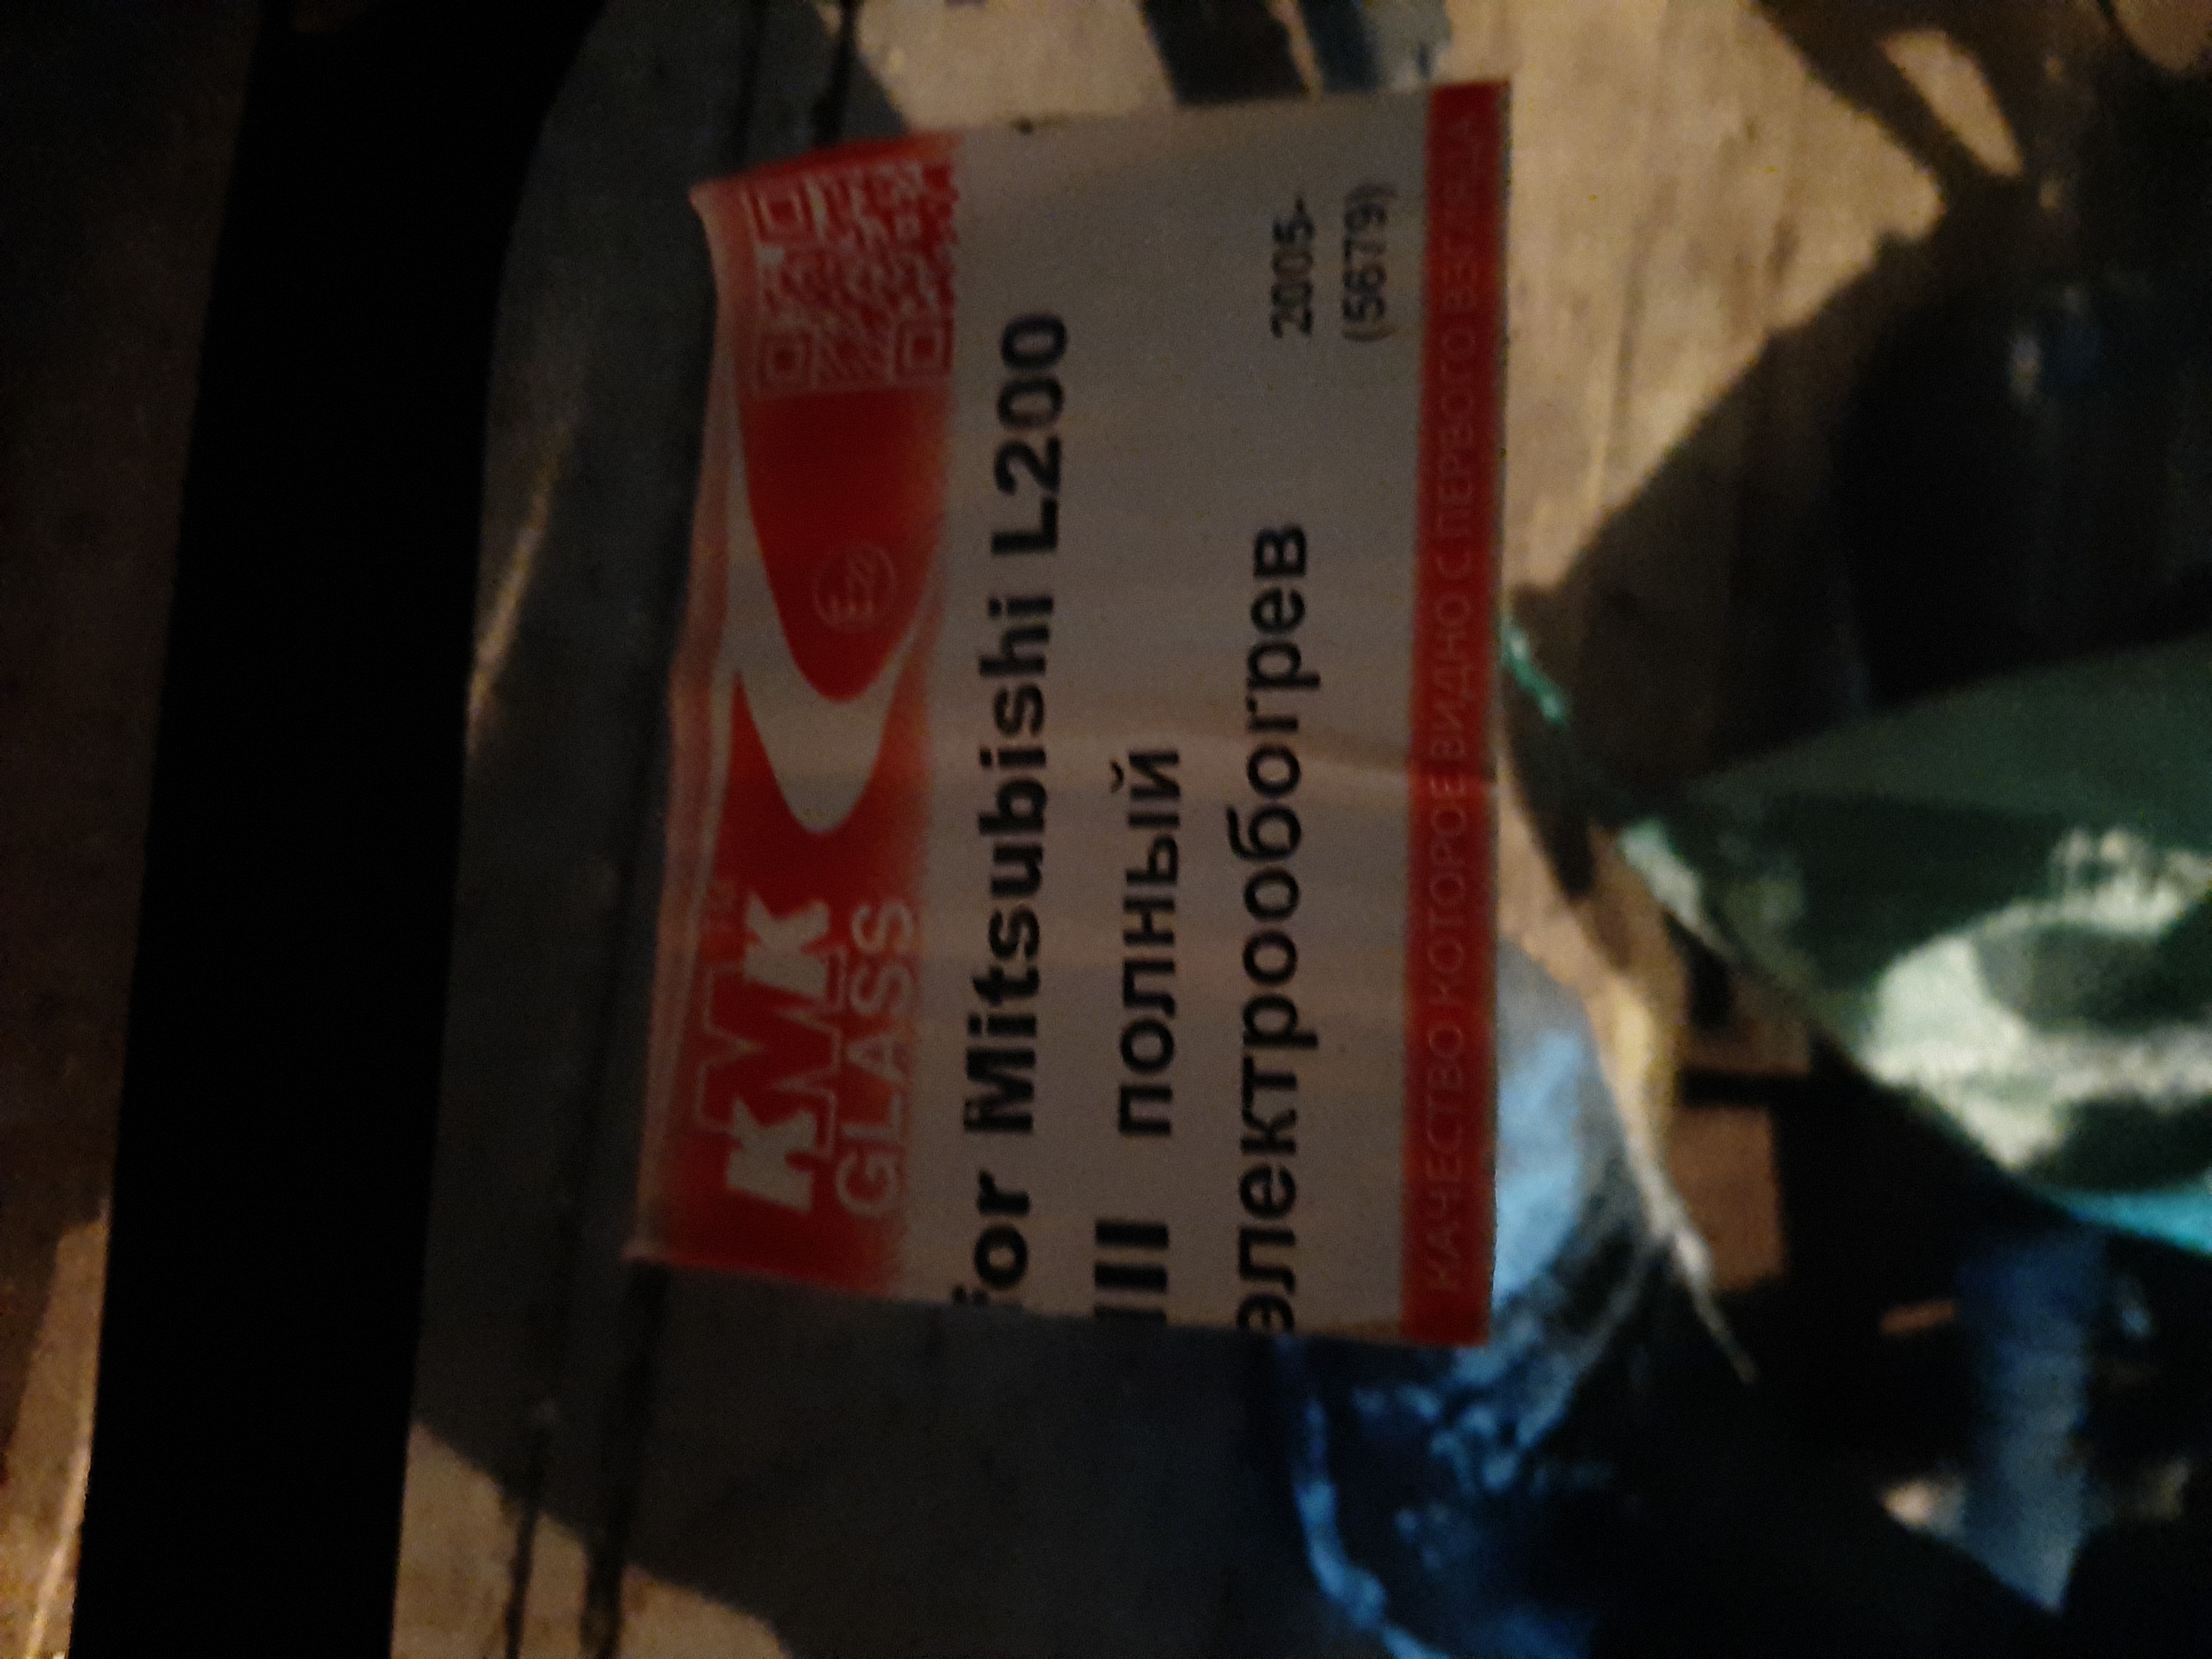 KMK
GLASS
for Mitsubishi L200
III полный
электрообогрев
2005-
(5679)
КАЧЕСТВО КОТОРОЕ ВИДНО С ПЕРВОГО ВЗГЛЯДА